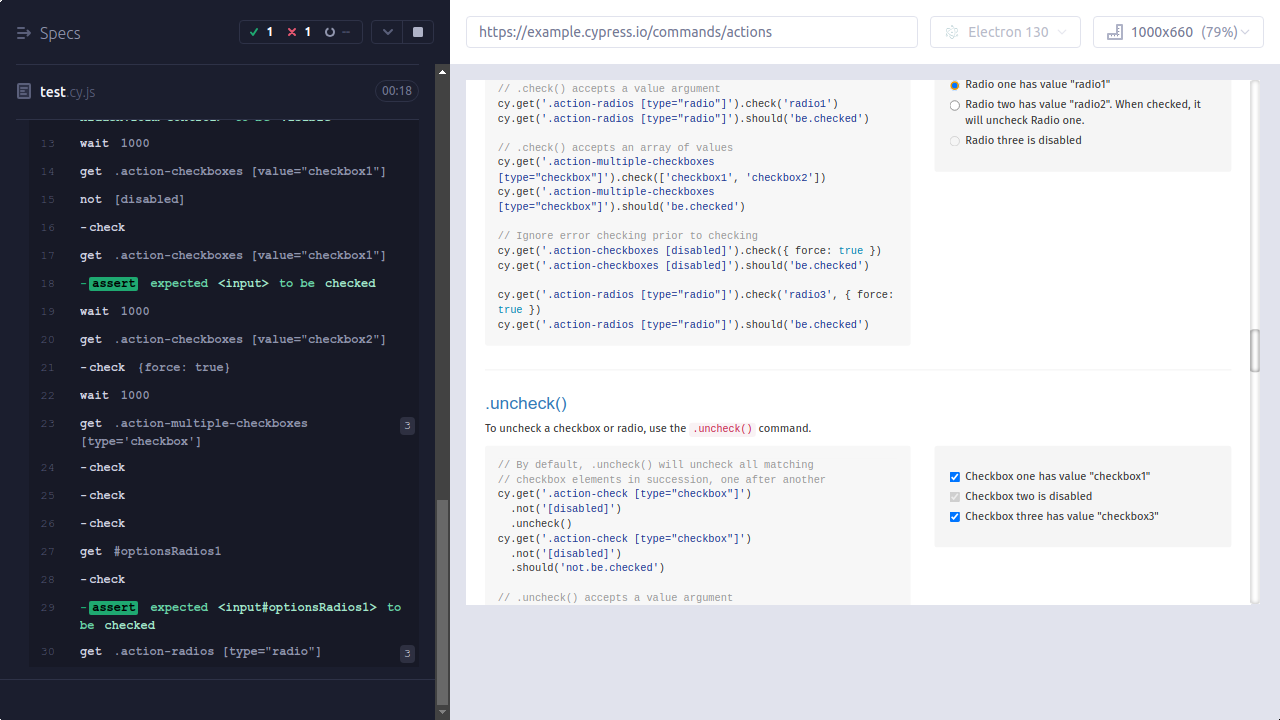 Specs
1
1
--
test.cy.js
00:18
13 wait 1000
14 get .action-checkboxes [value="checkbox1"]
15 not [disabled]
16 -check
17 get .action-checkboxes [value="checkbox1"]
18 -assert expected <input> to be checked
19 wait 1000
20 get .action-checkboxes [value="checkbox2"]
21 -check {force: true}
22 wait 1000
23 get .action-multiple-checkboxes 3
[type='checkbox']
24 -check
25 -check
26 -check
27 get #optionsRadios1
28 -check
29 -assert expected <input#optionsRadios1> to
be checked
30 get .action-radios [type="radio"] 3
https://example.cypress.io/commands/actions
Electron 130
1000x660 (79%)
// .check() accepts a value argument
cy.get('.action-radios [type="radio"]').check('radio1')
cy.get('.action-radios [type="radio"]').should('be.checked')
// .check() accepts an array of values
cy.get('.action-multiple-checkboxes
[type="checkbox"]').check(['checkbox1', 'checkbox2'])
cy.get('.action-multiple-checkboxes
[type="checkbox"]').should('be.checked')
// Ignore error checking prior to checking
cy.get('.action-checkboxes [disabled]').check({ force: true })
cy.get('.action-checkboxes [disabled]').should('be.checked')
cy.get('.action-radios [type="radio"]').check('radio3', { force:
true })
cy.get('.action-radios [type="radio"]').should('be.checked')
Radio one has value "radio1"
Radio two has value "radio2". When checked, it
will uncheck Radio one.
Radio three is disabled
.uncheck()
To uncheck a checkbox or radio, use the .uncheck() command.
// By default, .uncheck() will uncheck all matching
// checkbox elements in succession, one after another
cy.get('.action-check [type="checkbox"]')
.not('[disabled]')
.uncheck()
cy.get('.action-check [type="checkbox"]')
.not('[disabled]')
.should('not.be.checked')
// .uncheck() accepts a value argument
Checkbox one has value "checkbox1"
Checkbox two is disabled
Checkbox three has value "checkbox3"